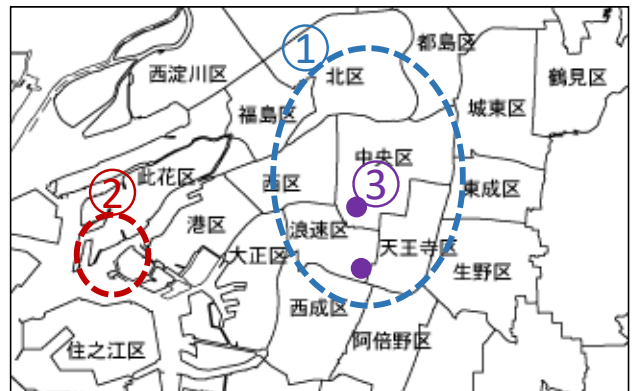 ①
都島区
西淀川区
北区
鶴見区
福島区
城東区
中央区
此花区
西区
③
東成区
②
港区
浪速区
大正区
天王寺区
生野区
西成区
阿倍野区
住之江区